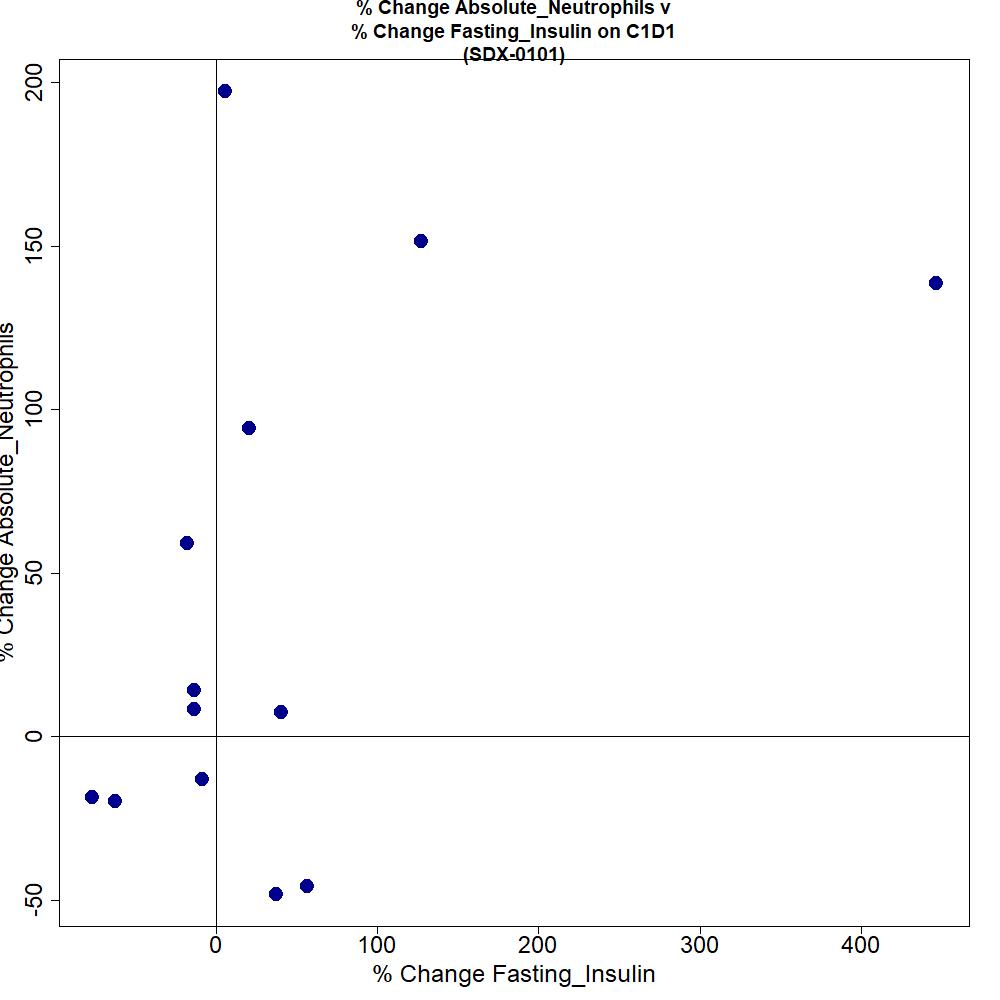 % Change Absolute_Neutrophils v
% Change Fasting_Insulin on C1D1
(SDX-0101)
200
150
100
50
0
-50
% Change Absolute_Neutrophils
0 100 200 300 400
% Change Fasting_Insulin